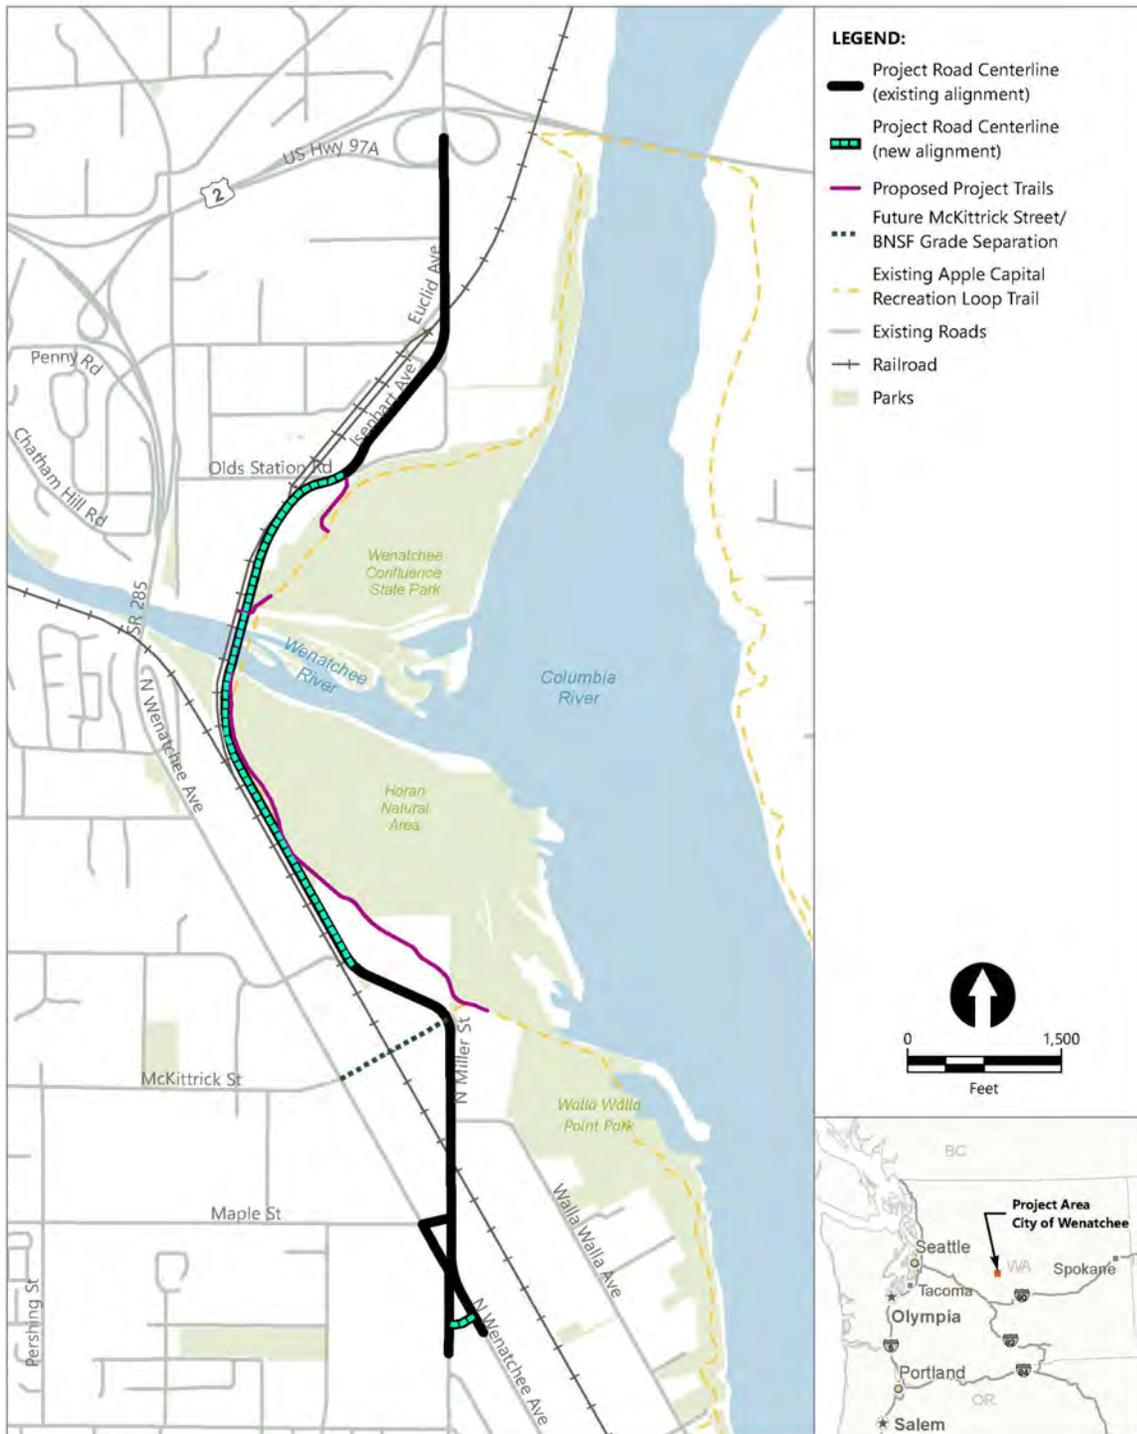 US Hwy 97A
2
Euclid Ave
Isenhart Ave
Penny Rd
Chatham Hill Rd
Olds Station Rd
Wenatchee
Confluence
State Park
SR 285
Wenatchee
River
Columbia
River
N Wenatchee Ave
Horan
Natural
Area
N Miller St
McKittrick St
Walla Walla
Point Park
Maple St
Walla Walla Ave
Pershing St
N Wenatchee Ave
LEGEND:
Project Road Centerline
(existing alignment)
Project Road Centerline
(new alignment)
Proposed Project Trails
Future McKittrick Street/
BNSF Grade Separation
Existing Apple Capital
Recreation Loop Trail
Existing Roads
Railroad
Parks
0 1,500
Feet
BC
Project Area
City of Wenatchee
Seattle
WA
Spokane
Tacoma
90
Olympia
82
5
84
Portland
OR
Salem